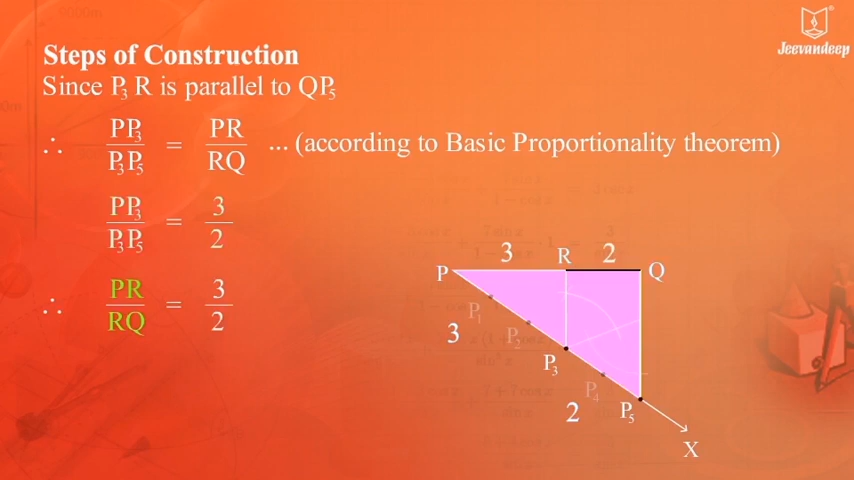 Jeevandeep
Steps of Construction
Since P₃ R is parallel to QP₅
∴ PP₃/P₃P₅ = PR/RQ ... (according to Basic Proportionality theorem)
PP₃/P₃P₅ = 3/2
∴ PR/RQ = 3/2
3 R 2
P Q
P₁
3 P₂
P₃
P₄
2 P₅
X